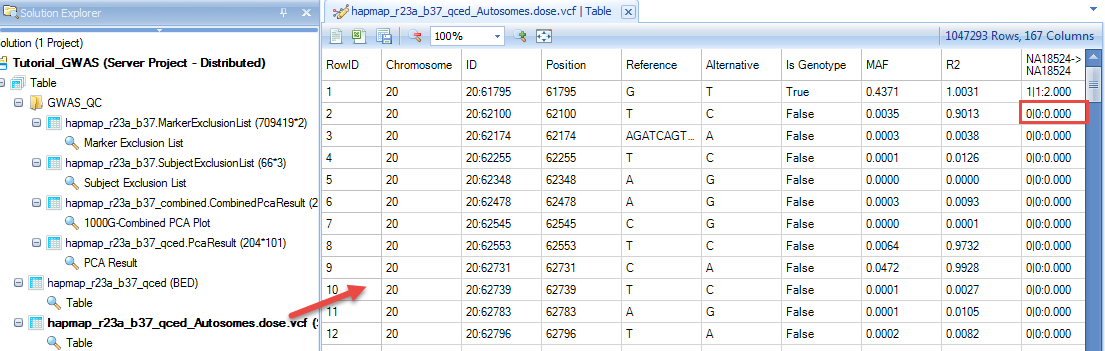 Solution Explorer
olution (1 Project)
Tutorial_GWAS (Server Project - Distributed)
Table
GWAS_QC
hapmap_r23a_b37.MarkerExclusionList (709419*2)
Marker Exclusion List
hapmap_r23a_b37.SubjectExclusionList (66*3)
Subject Exclusion List
hapmap_r23a_b37_combined.CombinedPcaResult (2
1000G-Combined PCA Plot
hapmap_r23a_b37_qced.PcaResult (204*101)
PCA Result
hapmap_r23a_b37_qced (BED)
Table
hapmap_r23a_b37_qced_Autosomes.dose.vcf
Table
hapmap_r23a_b37_qced_Autosomes.dose.vcf | Table
100% 1047293 Rows, 167 Columns
RowID Chromosome ID Position Reference Alternative Is Genotype MAF R2 NA18524-> NA18524
1 20 20:61795 61795 G T True 0.4371 1.0031 1|1:2.000
2 20 20:62100 62100 T C False 0.0035 0.9013 0|0:0.000
3 20 20:62174 62174 AGATCAGT... A False 0.0003 0.0038 0|0:0.000
4 20 20:62255 62255 T C False 0.0001 0.0126 0|0:0.000
5 20 20:62348 62348 A G False 0.0000 0.0000 0|0:0.000
6 20 20:62478 62478 A G False 0.0003 0.0093 0|0:0.000
7 20 20:62545 62545 C G False 0.0000 0.0001 0|0:0.000
8 20 20:62553 62553 T C False 0.0064 0.9732 0|0:0.000
9 20 20:62731 62731 C A False 0.0472 0.9928 0|0:0.000
10 20 20:62739 62739 T C False 0.0001 0.0027 0|0:0.000
11 20 20:62783 62783 A G False 0.0001 0.0105 0|0:0.000
12 20 20:62796 62796 T A False 0.0002 0.0082 0|0:0.000